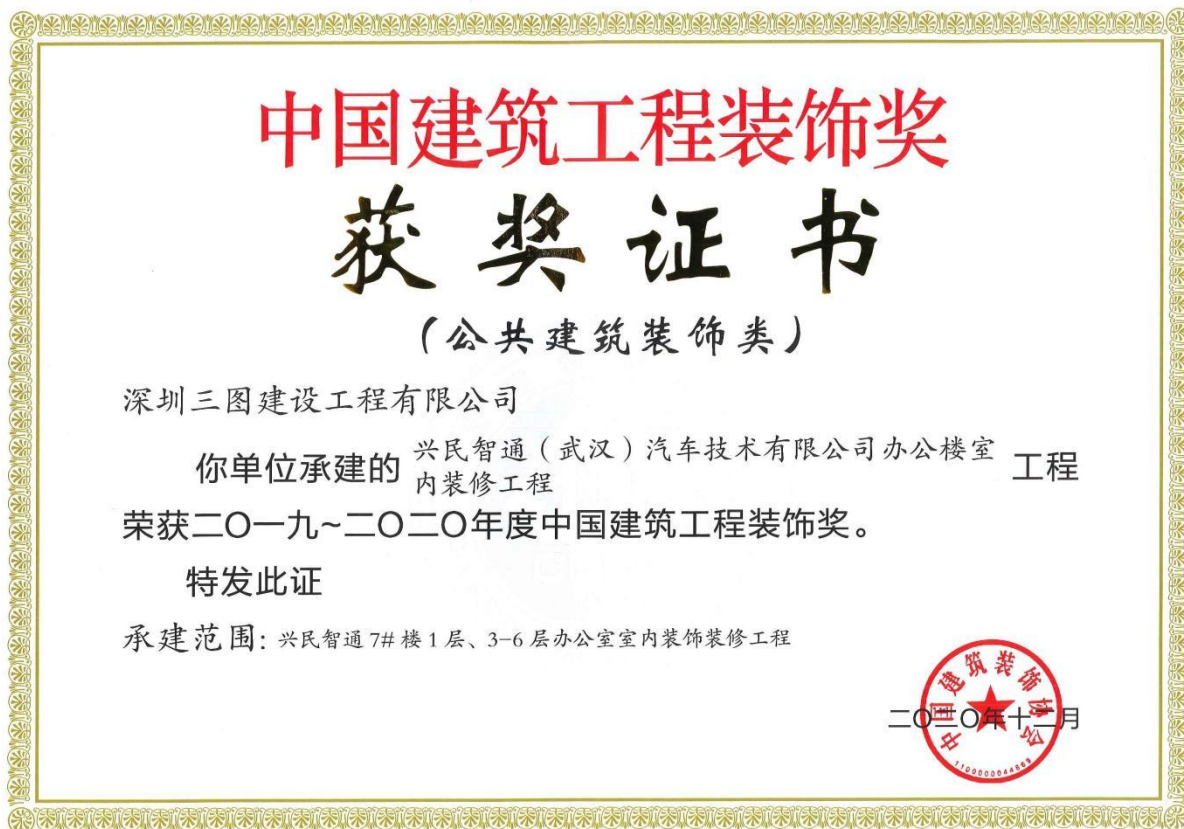 中国建筑工程装饰奖
获奖证书
(公共建筑装饰类)
深圳三图建设工程有限公司
你单位承建的 兴民智通(武汉)汽车技术有限公司办公楼室内装修工程 工程
荣获二〇一九~二〇二〇年度中国建筑工程装饰奖。
特发此证
承建范围: 兴民智通7#楼1层、3-6层办公室室内装饰装修工程
二〇二〇年十二月
中国建筑装饰协会
1100000044869